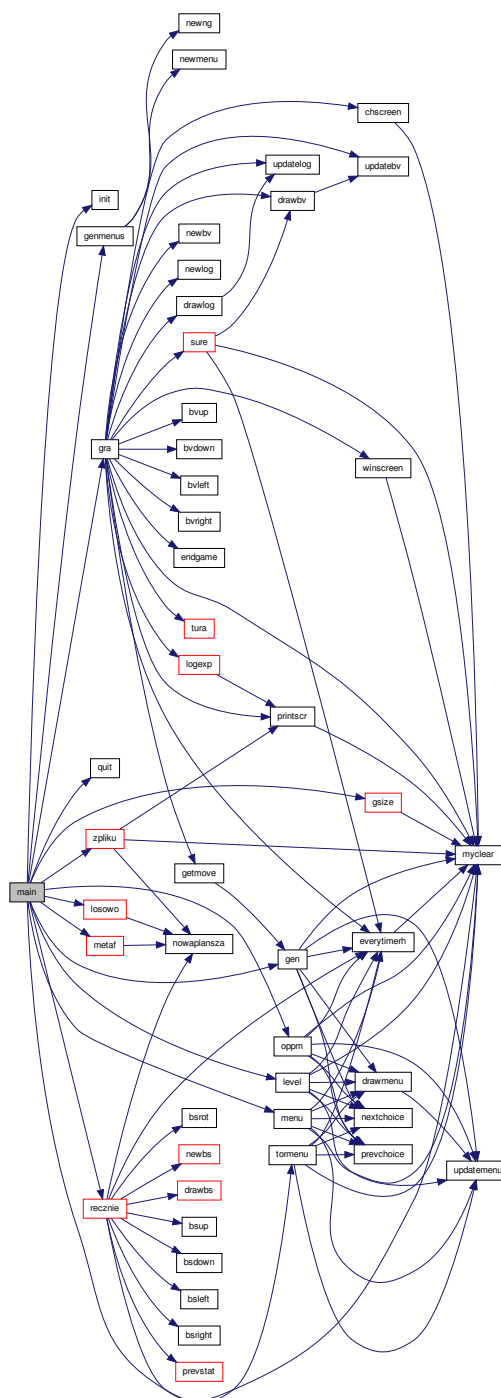 newng
newmenu
chscreen
updatelog
updatebv
init
drawbv
genmenus
newbv
newlog
drawlog
sure
bvup
gra
bvdown
winscreen
bvleft
bvright
endgame
tura
logexp
printscr
quit
gsize
zpliku
myclear
getmove
main
losowo
nowaplansza
everytimerh
metaf
gen
oppm
level
drawmenu
menu
nextchoice
bsrot
tormenu
prevchoice
newbs
updatemenu
drawbs
recznie
bsup
bsdown
bsleft
bsright
prevstat